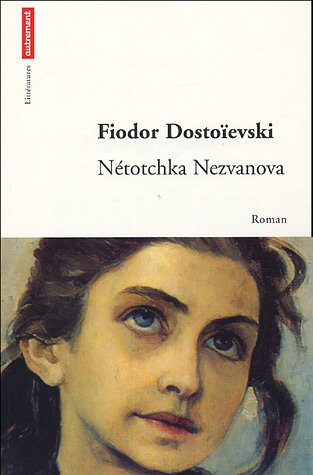 autrement
Littératures
Fiodor Dostoïevski
Nétotchka Nezvanova
Roman